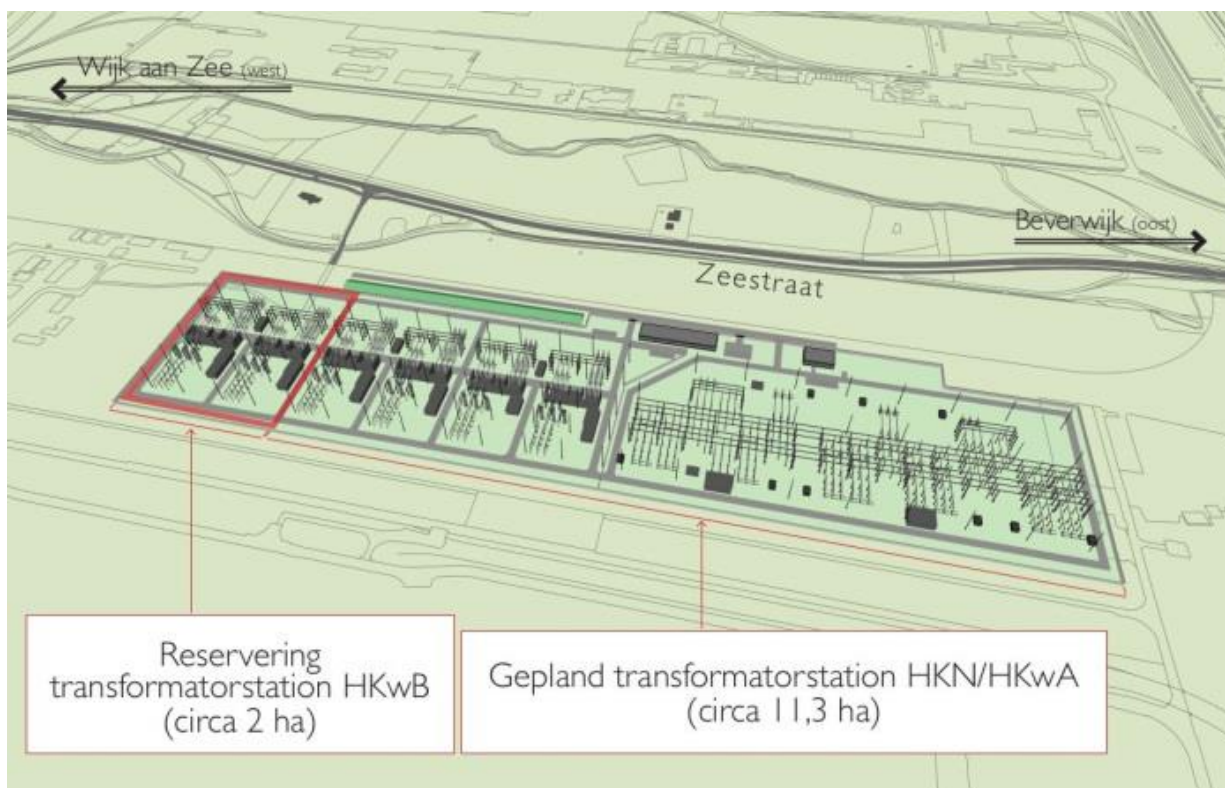 Wijk aan Zee (west)
Beverwijk (oost)
Zeestraat
Reservering
transformatorstation HKwB
(circa 2 ha)
Gepland transformatorstation HKN/HKwA
(circa 11,3 ha)